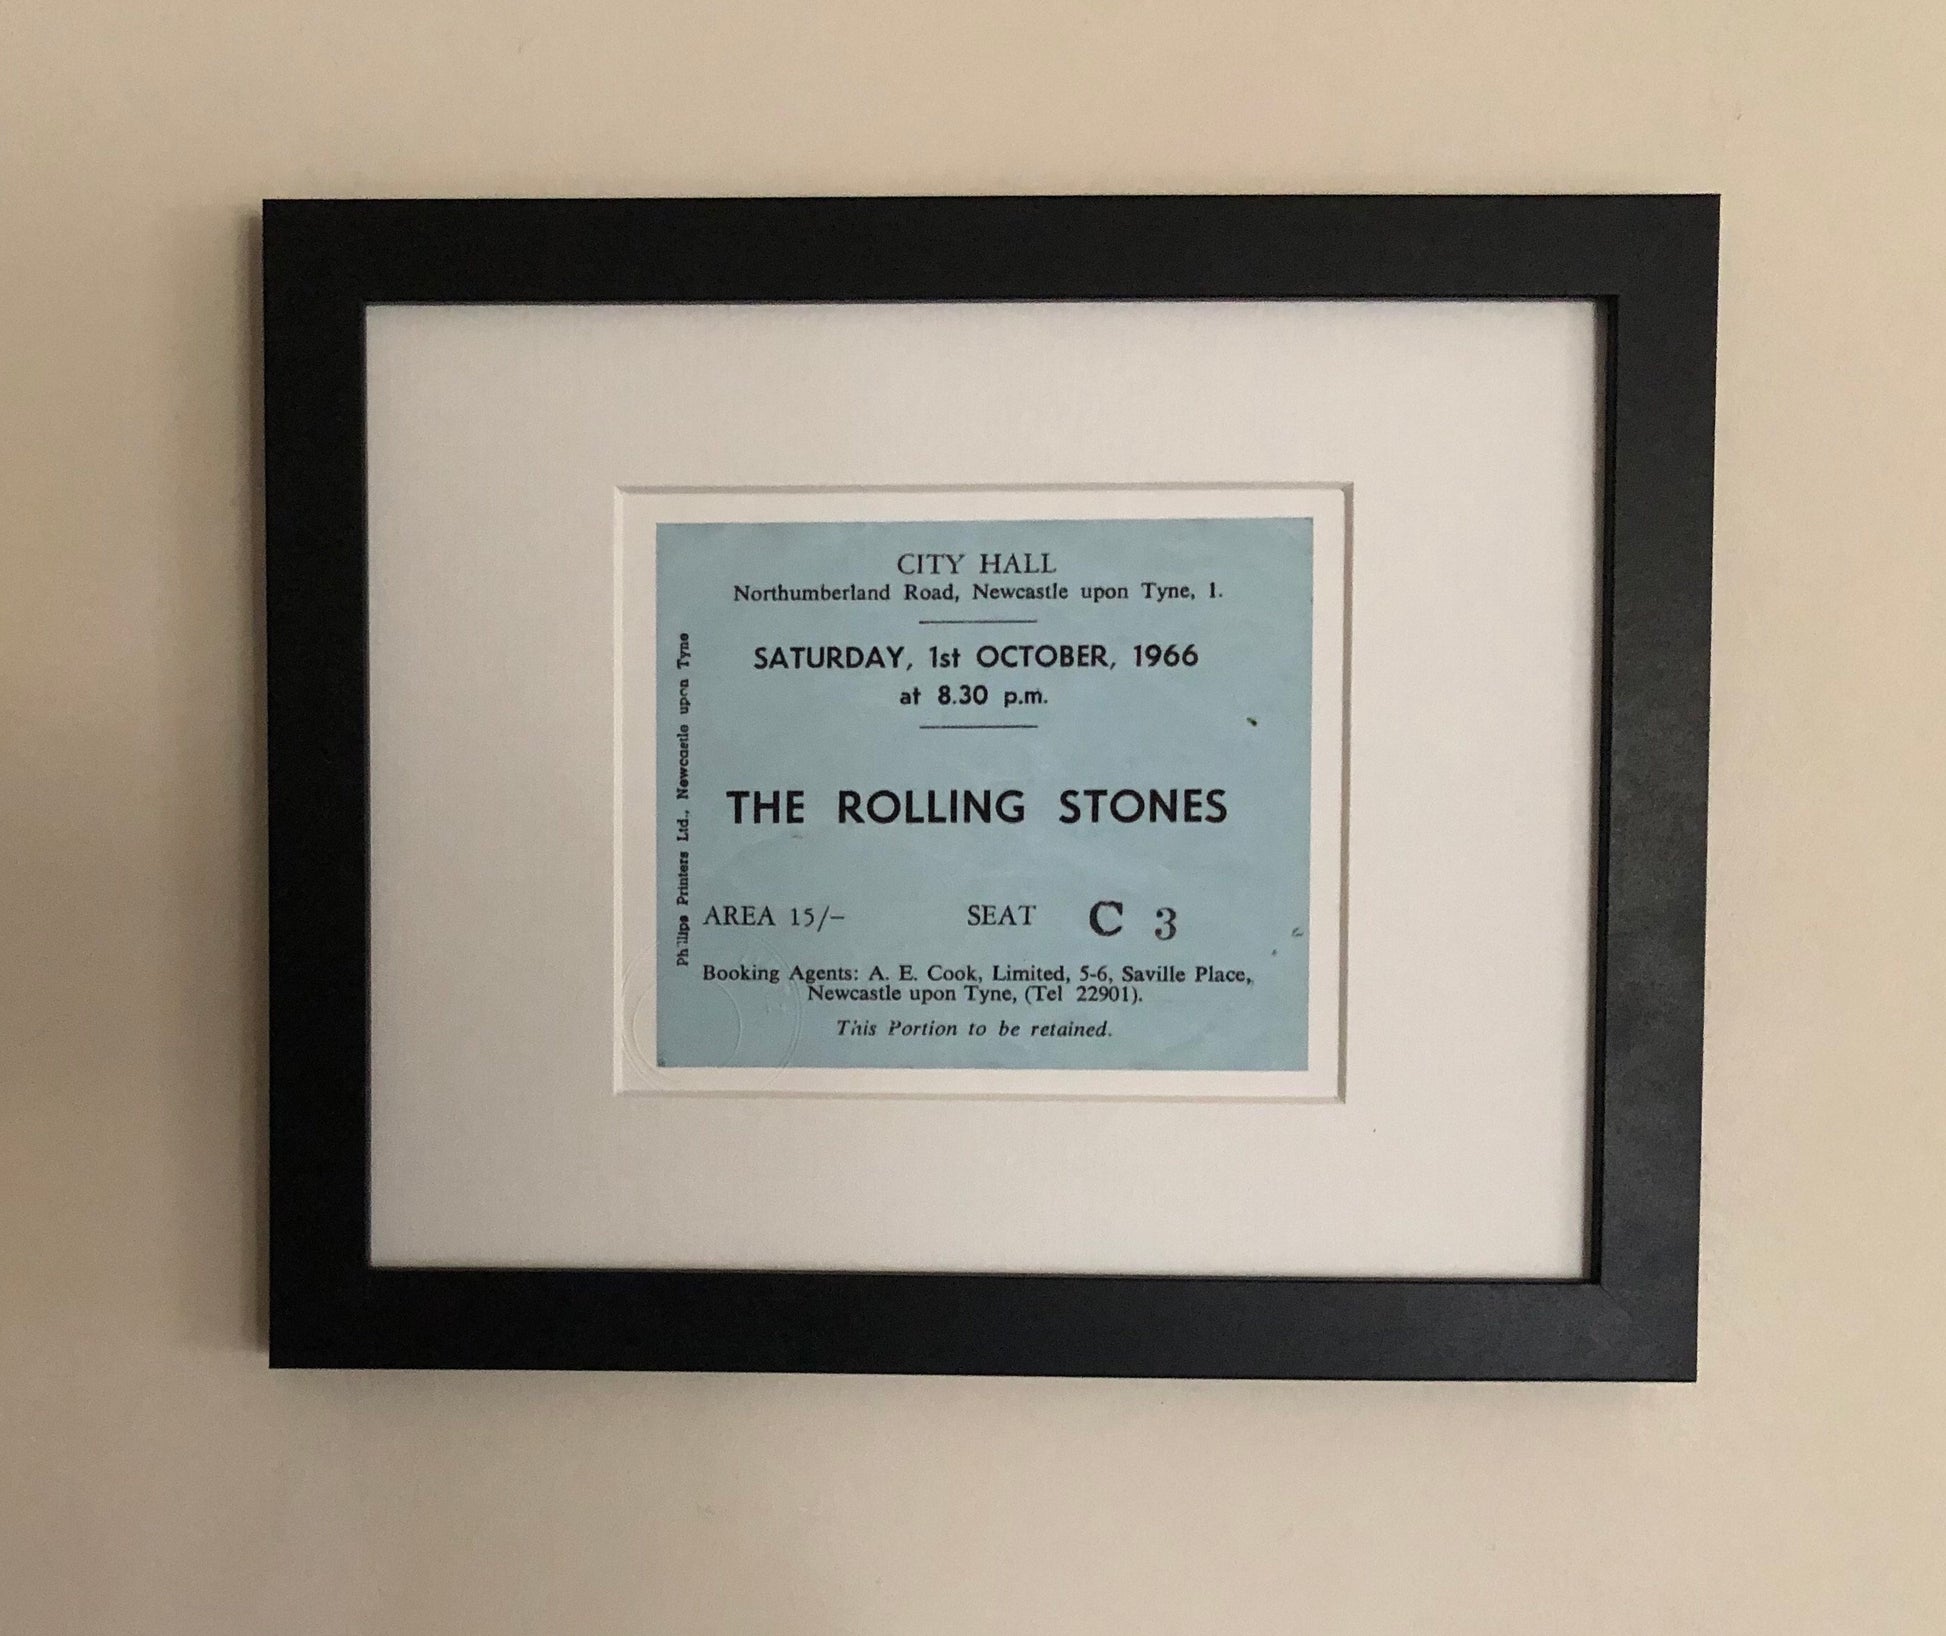 CITY HALL
Northumberland Road, Newcastle upon Tyne, 1.
SATURDAY, 1st OCTOBER, 1966
at 8.30 p.m.
THE ROLLING STONES
AREA 15/- SEAT C 3
Booking Agents: A. E. Cook, Limited, 5-6, Saville Place,
Newcastle upon Tyne, (Tel 22901).
This Portion to be retained.
Phillips Printers Ltd., Newcastle upon Tyne